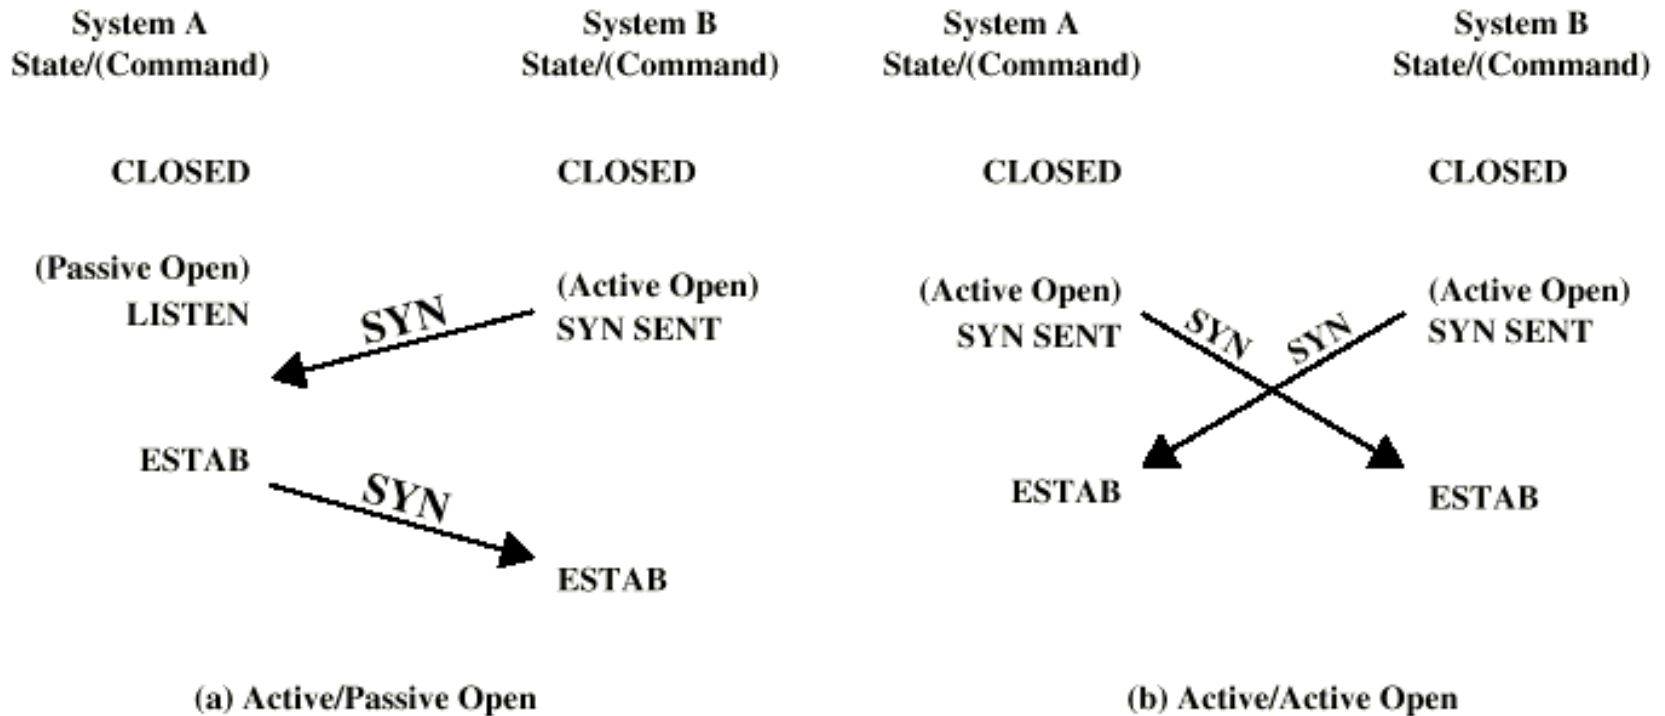 System A
State/(Command)
System B
State/(Command)
CLOSED
CLOSED
(Passive Open)
LISTEN
SYN
(Active Open)
SYN SENT
ESTAB
SYN
ESTAB
(a) Active/Passive Open
System A
State/(Command)
System B
State/(Command)
CLOSED
CLOSED
(Active Open)
SYN SENT
SYN
SYN
(Active Open)
SYN SENT
ESTAB
ESTAB
(b) Active/Active Open